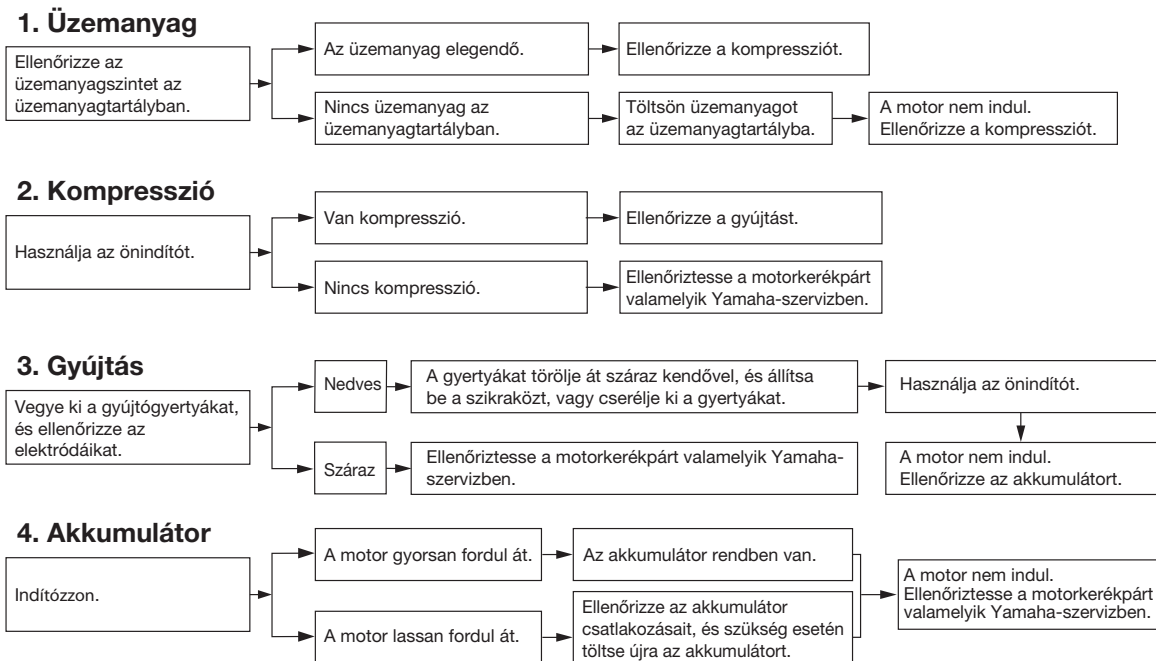 1. Üzemanyag
Ellenőrizze az
üzemanyagszintet az
üzemanyagtartályban.
Az üzemanyag elegendő.
Ellenőrizze a kompressziót.
Nincs üzemanyag az
üzemanyagtartályban.
Töltsön üzemanyagot
az üzemanyagtartályba.
A motor nem indul.
Ellenőrizze a kompressziót.
2. Kompresszió
Használja az önindítót.
Van kompresszió.
Ellenőrizze a gyújtást.
Nincs kompresszió.
Ellenőriztesse a motorkerékpárt
valamelyik Yamaha-szervizben.
3. Gyújtás
Vegye ki a gyújtógyertyákat,
és ellenőrizze az
elektródáikat.
Nedves
A gyertyákat törölje át száraz kendővel, és állítsa
be a szikraközt, vagy cserélje ki a gyertyákat.
Használja az önindítót.
Száraz
Ellenőriztesse a motorkerékpárt valamelyik Yamaha-
szervizben.
A motor nem indul.
Ellenőrizze az akkumulátort.
4. Akkumulátor
Indítózzon.
A motor gyorsan fordul át.
Az akkumulátor rendben van.
A motor lassan fordul át.
Ellenőrizze az akkumulátor
csatlakozásait, és szükség esetén
töltse újra az akkumulátort.
A motor nem indul.
Ellenőriztesse a motorkerékpárt
valamelyik Yamaha-szervizben.